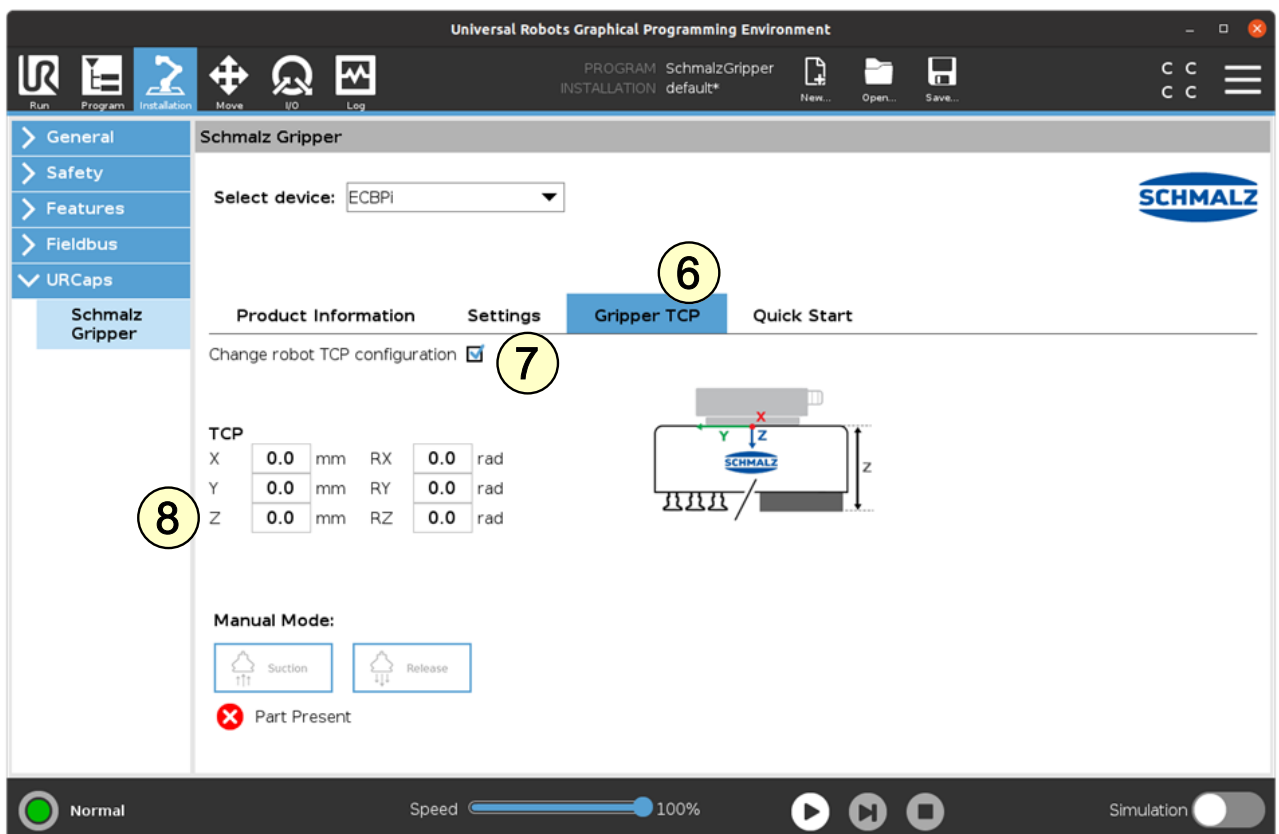 Universal Robots Graphical Programming Environment
UR
Run
Program
Installation
Move
I/O
Log
PROGRAM SchmalzGripper
INSTALLATION default*
New...
Open...
Save...
C C
C C
General
Safety
Features
Fieldbus
URCaps
Schmalz
Gripper
Schmalz Gripper
Select device: ECBPi
SCHMALZ
6
Product Information Settings Gripper TCP Quick Start
Change robot TCP configuration
7
TCP
X 0.0 mm RX 0.0 rad
Y 0.0 mm RY 0.0 rad
8
Z 0.0 mm RZ 0.0 rad
X
Y Z
SCHMALZ
Z
Manual Mode:
Suction
Release
Part Present
Normal
Speed 100%
Simulation